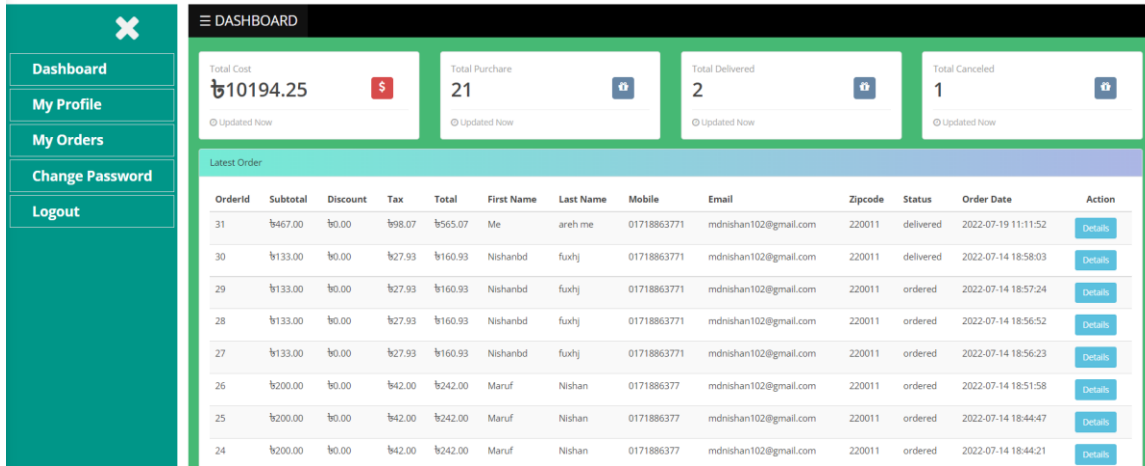 DASHBOARD
Dashboard
My Profile
My Orders
Change Password
Logout
Total Cost
৳10194.25
Updated Now
Total Purchare
21
Updated Now
Total Delivered
2
Updated Now
Total Canceled
1
Updated Now
Latest Order
OrderId Subtotal Discount Tax Total First Name Last Name Mobile Email Zipcode Status Order Date Action
31 ৳467.00 ৳0.00 ৳98.07 ৳565.07 Me areh me 01718863771 mdnishan102@gmail.com 220011 delivered 2022-07-19 11:11:52 Details
30 ৳133.00 ৳0.00 ৳27.93 ৳160.93 Nishanbd fuxhj 01718863771 mdnishan102@gmail.com 220011 delivered 2022-07-14 18:58:03 Details
29 ৳133.00 ৳0.00 ৳27.93 ৳160.93 Nishanbd fuxhj 01718863771 mdnishan102@gmail.com 220011 ordered 2022-07-14 18:57:24 Details
28 ৳133.00 ৳0.00 ৳27.93 ৳160.93 Nishanbd fuxhj 01718863771 mdnishan102@gmail.com 220011 ordered 2022-07-14 18:56:52 Details
27 ৳133.00 ৳0.00 ৳27.93 ৳160.93 Nishanbd fuxhj 01718863771 mdnishan102@gmail.com 220011 ordered 2022-07-14 18:56:23 Details
26 ৳200.00 ৳0.00 ৳42.00 ৳242.00 Maruf Nishan 0171886377 mdnishan102@gmail.com 220011 ordered 2022-07-14 18:51:58 Details
25 ৳200.00 ৳0.00 ৳42.00 ৳242.00 Maruf Nishan 0171886377 mdnishan102@gmail.com 220011 ordered 2022-07-14 18:44:47 Details
24 ৳200.00 ৳0.00 ৳42.00 ৳242.00 Maruf Nishan 0171886377 mdnishan102@gmail.com 220011 ordered 2022-07-14 18:44:21 Details